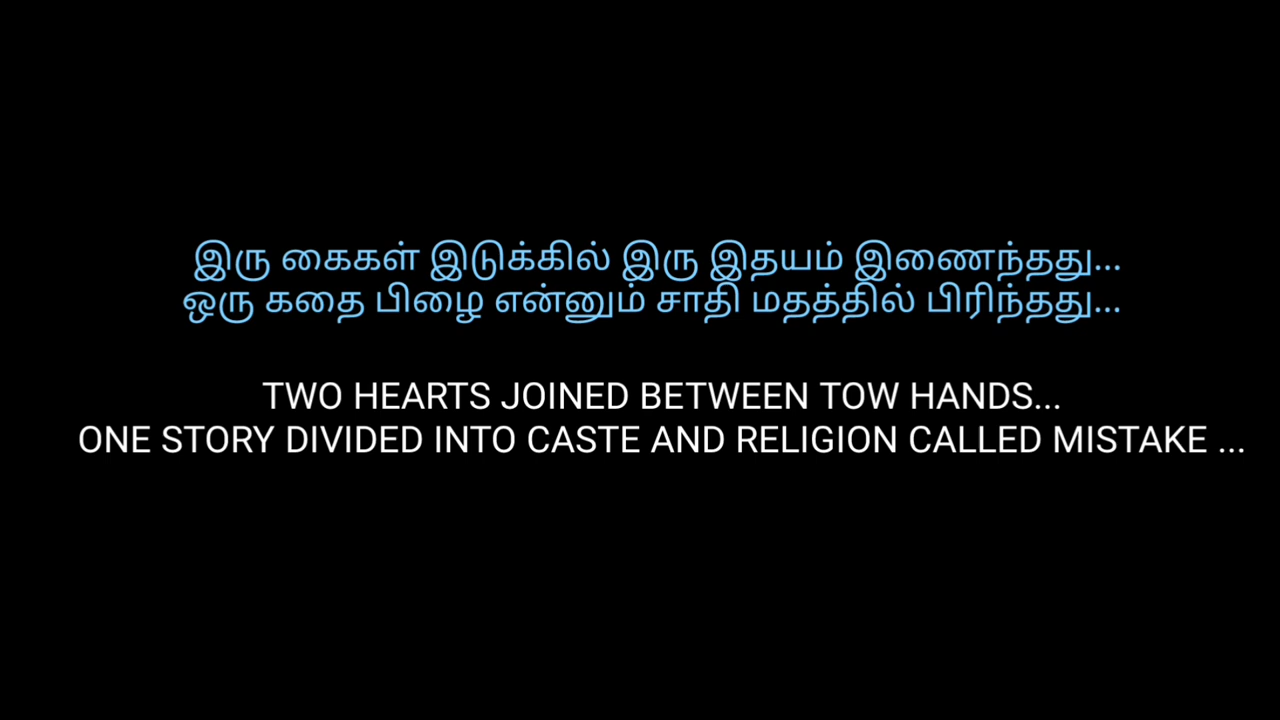 இரு கைகள் இடுக்கில் இரு இதயம் இணைந்தது...
ஒரு கதை பிழை என்னும் சாதி மதத்தில் பிரிந்தது...
TWO HEARTS JOINED BETWEEN TOW HANDS...
ONE STORY DIVIDED INTO CASTE AND RELIGION CALLED MISTAKE ...